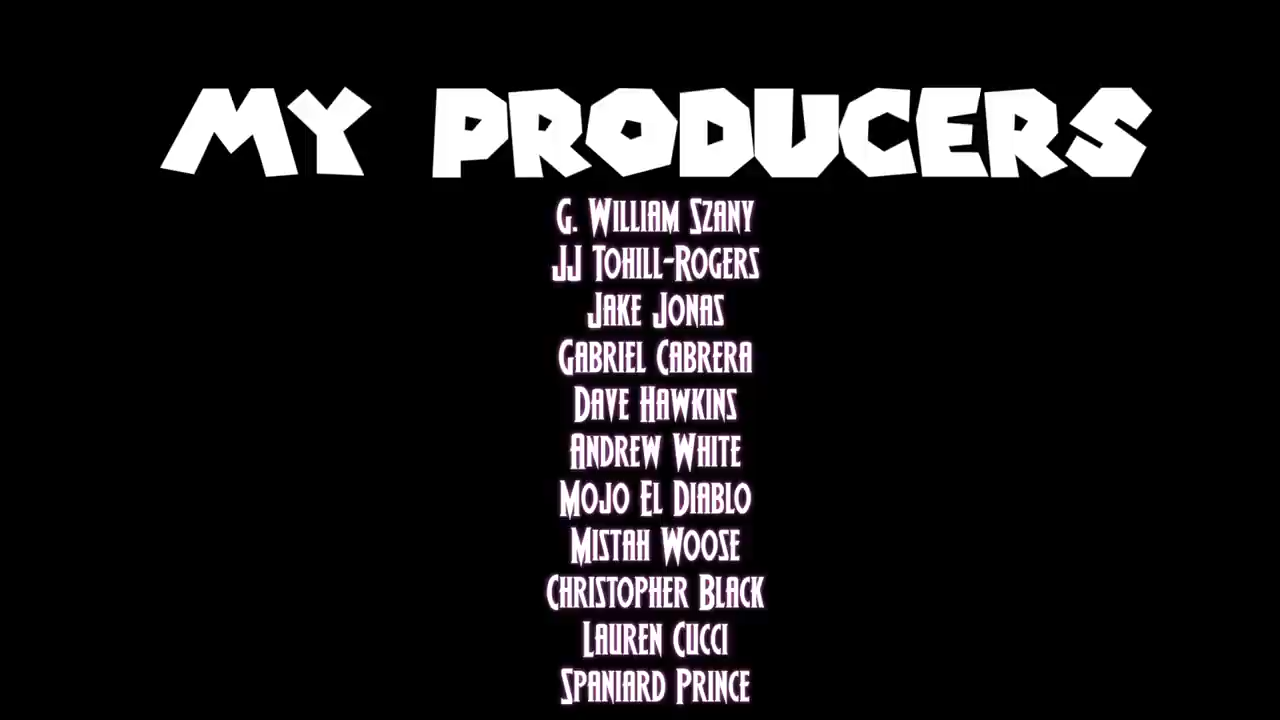 MY PRODUCERS
G. WILLIAM SZANY
JJ TOHILL-ROGERS
JAKE JONAS
GABRIEL CABRERA
DAVE HAWKINS
ANDREW WHITE
MOJO EL DIABLO
MISTAH WOOSE
CHRISTOPHER BLACK
LAUREN CUCCI
SPANIARD PRINCE